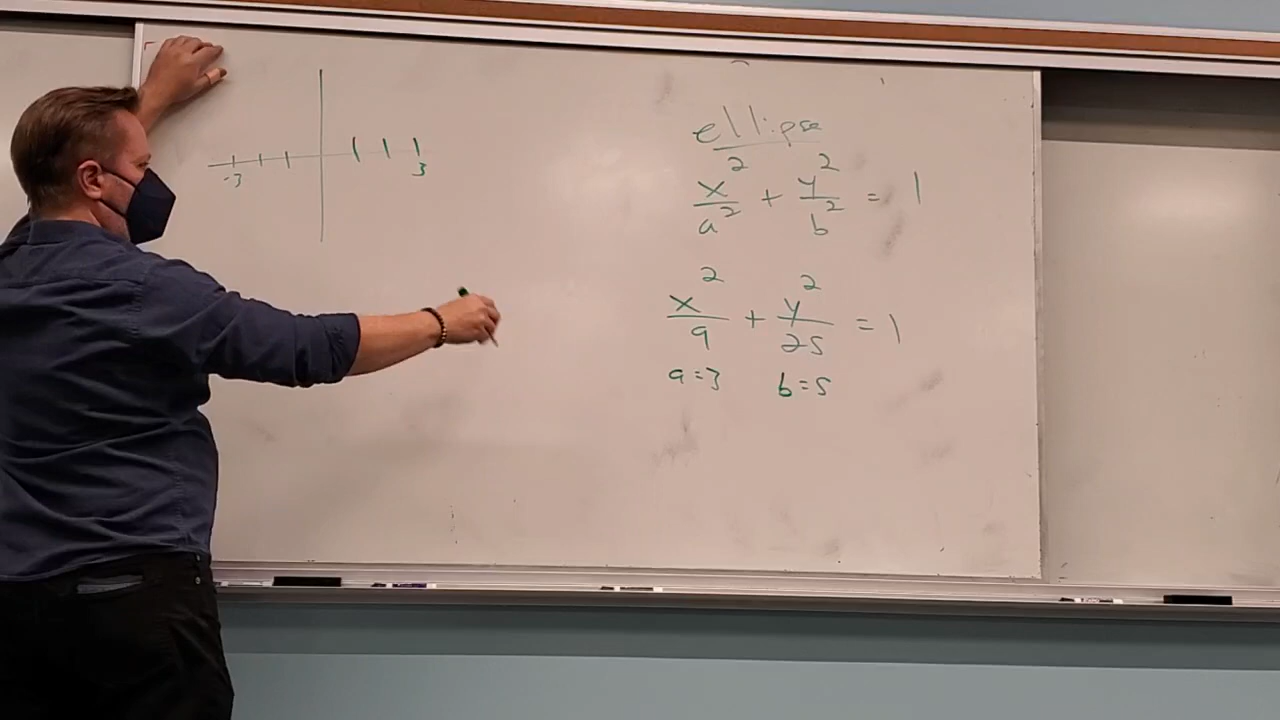 -3 3
ellipse
x²/a² + y²/b² = 1
x²/9 + y²/25 = 1
a=3 b=5